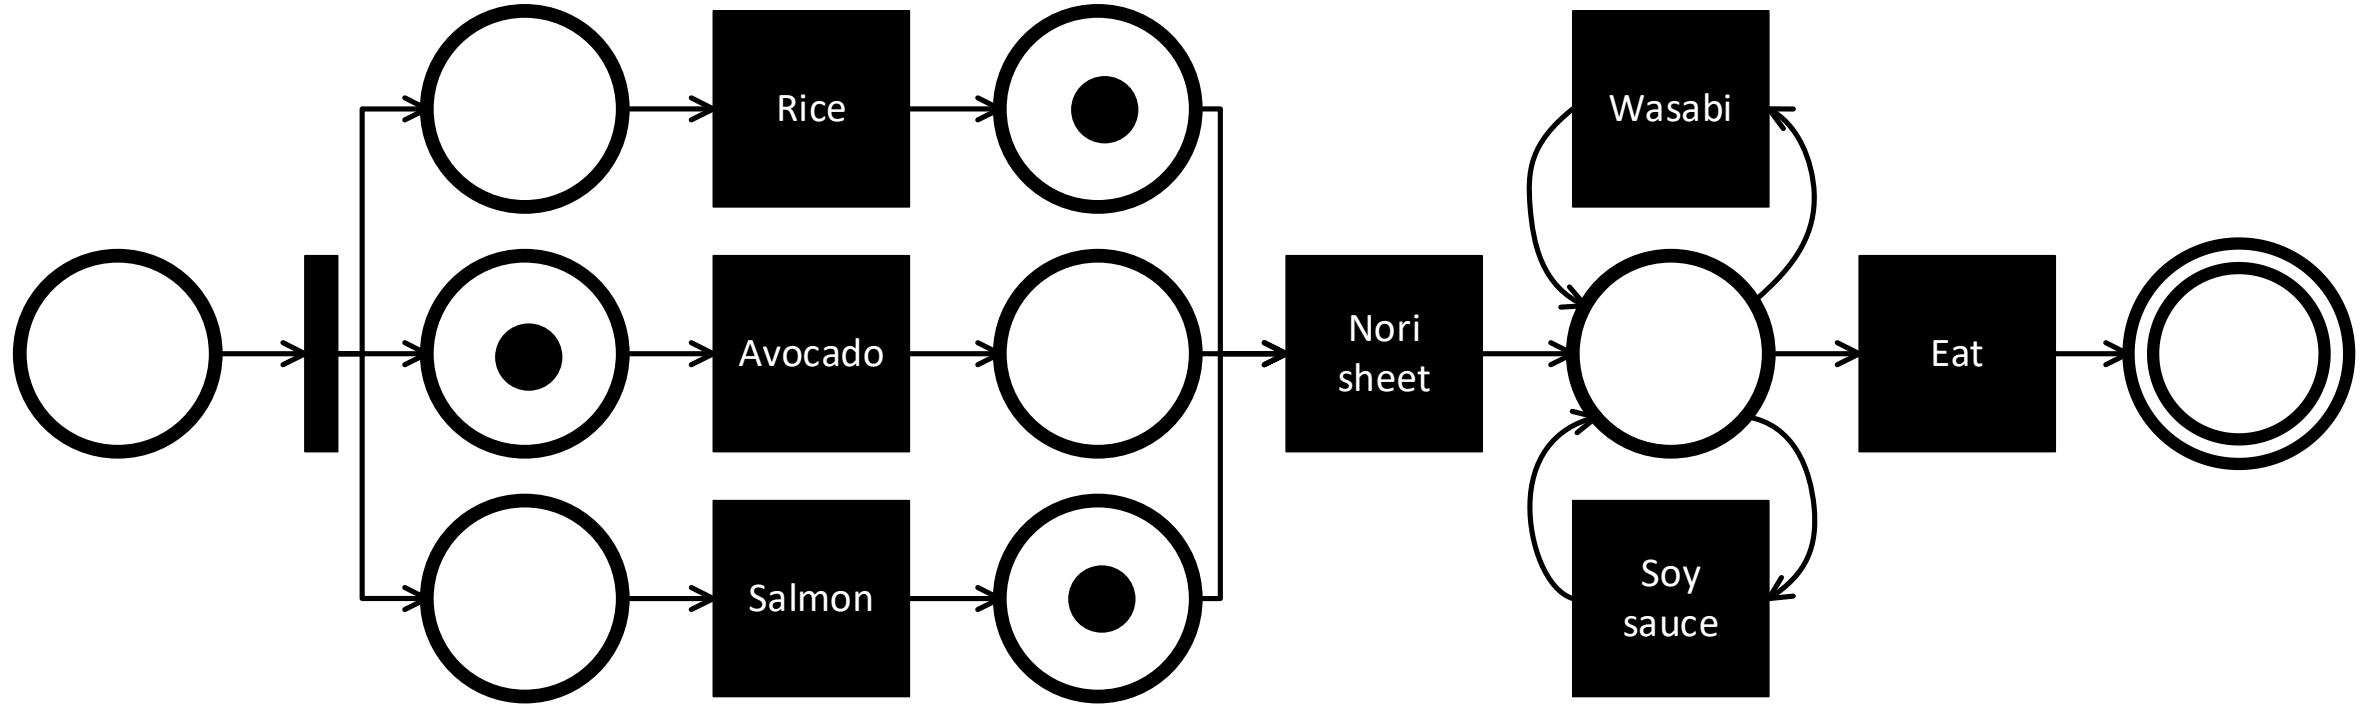 Rice
Wasabi
Avocado
Nori
sheet
Eat
Salmon
Soy
sauce